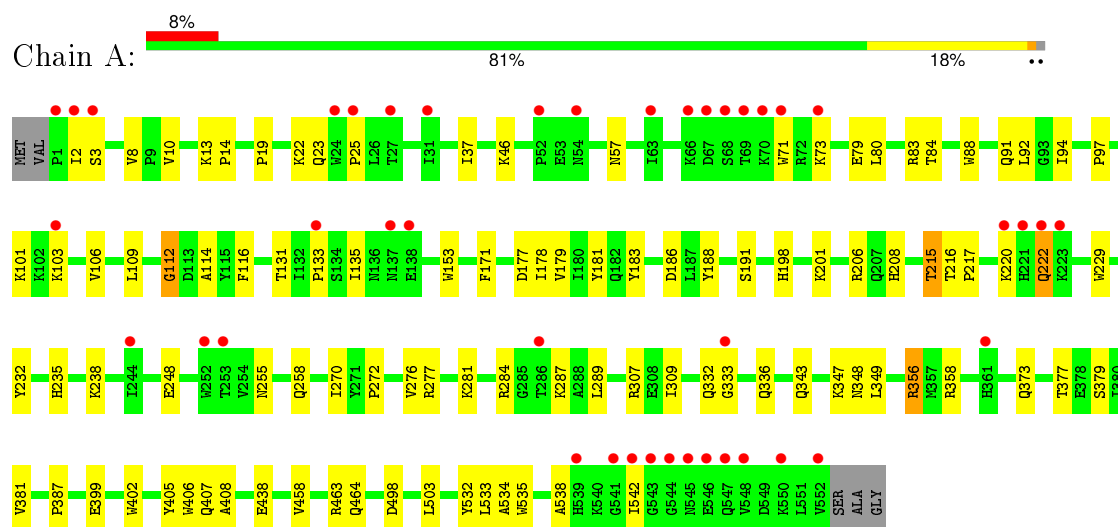 8%
Chain A:
81%
18%
••
MET VAL P1 I2 S3 V8 P9 V10 K13 P14 P19 K22 Q23 W24 P25 L26 T27 I31 I37 K46 P52 E53 N54 N57 I63 K66 D67 S68 T69 K70 W71 R72 K73 E79 L80 R83 T84 W88 Q91 L92 G93 I94 P97
K101 K102 K103 V106 L109 G112 D113 A114 Y115 F116 T131 I132 P133 S134 I135 N136 N137 E138 W153 F171 D177 I178 V179 I180 Y181 Q182 Y183 D186 L187 Y188 S191 H198 K201 R206 Q207 H208 T215 T216 P217 K220 H221 Q222 K223 W229
Y232 H235 K238 I244 E248 W252 T253 V254 N255 Q258 I270 Y271 P272 V276 R277 K281 R284 G285 T286 K287 A288 L289 R307 E308 I309 Q332 G333 Q336 Q343 K347 N348 L349 R356 M357 R358 H361 Q373 T377 E378 S379 I380
V381 P387 E399 W402 Y405 W406 Q407 A408 E438 V458 R463 Q464 D498 L503 Y532 L533 A534 W535 A538 H539 K540 G541 I542 G543 G544 N545 E546 Q547 V548 D549 K550 L551 V552 SER ALA GLY